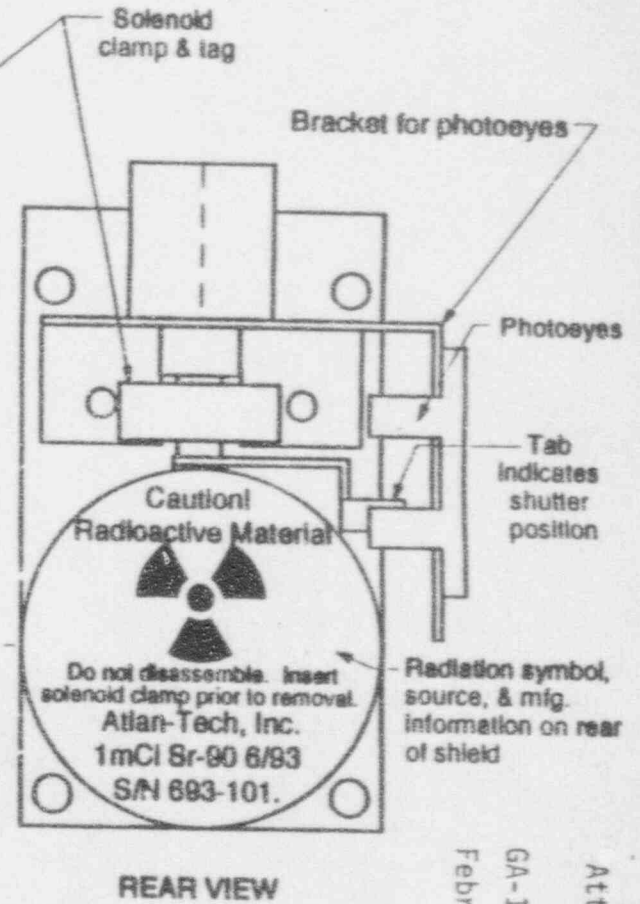 Solenoid
clamp & tag
Bracket for photoeyes
Photoeyes
Tab
indicates
shutter
position
Caution!
Radioactive Material
Do not disassemble. Insert
solenoid clamp prior to removal.
Atlan-Tech, Inc.
1mCi Sr-90 6/93
S/N 693-101.
Radiation symbol,
source, & mfg.
information on rear
of shield
REAR VIEW